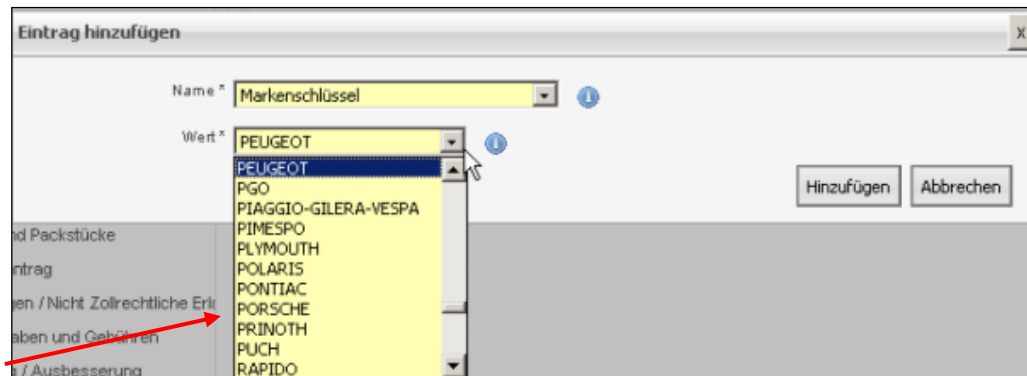 Eintrag hinzufügen
X
Name * Markenschlüssel
Wert * PEUGEOT
PEUGEOT
PGO
PIAGGIO-GILERA-VESPA
PIMESPO
PLYMOUTH
POLARIS
PONTIAC
PORSCHE
PRINOTH
PUCH
RAPIDO
Hinzufügen Abbrechen
nd Packstücke
ntrag
gen / Nicht Zollrechtliche Erk
aben und Gebühren
/ Ausbesserung